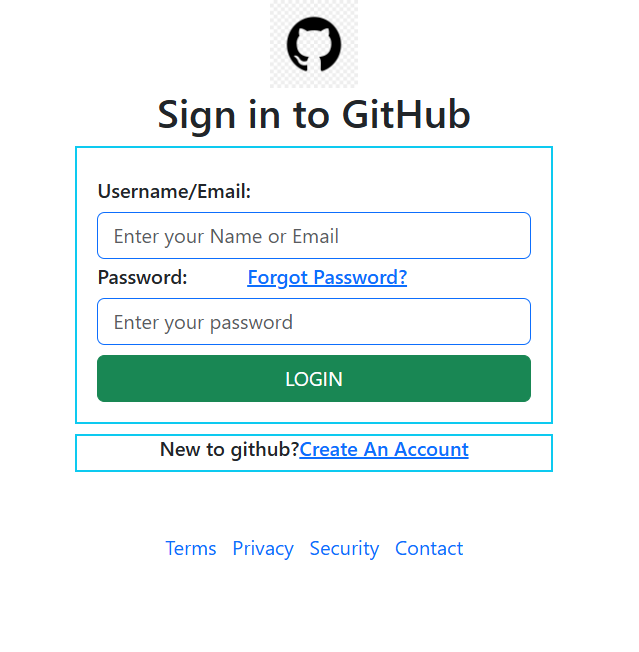 Sign in to GitHub
Username/Email:
Enter your Name or Email
Password: Forgot Password?
Enter your password
LOGIN
New to github?Create An Account
Terms Privacy Security Contact